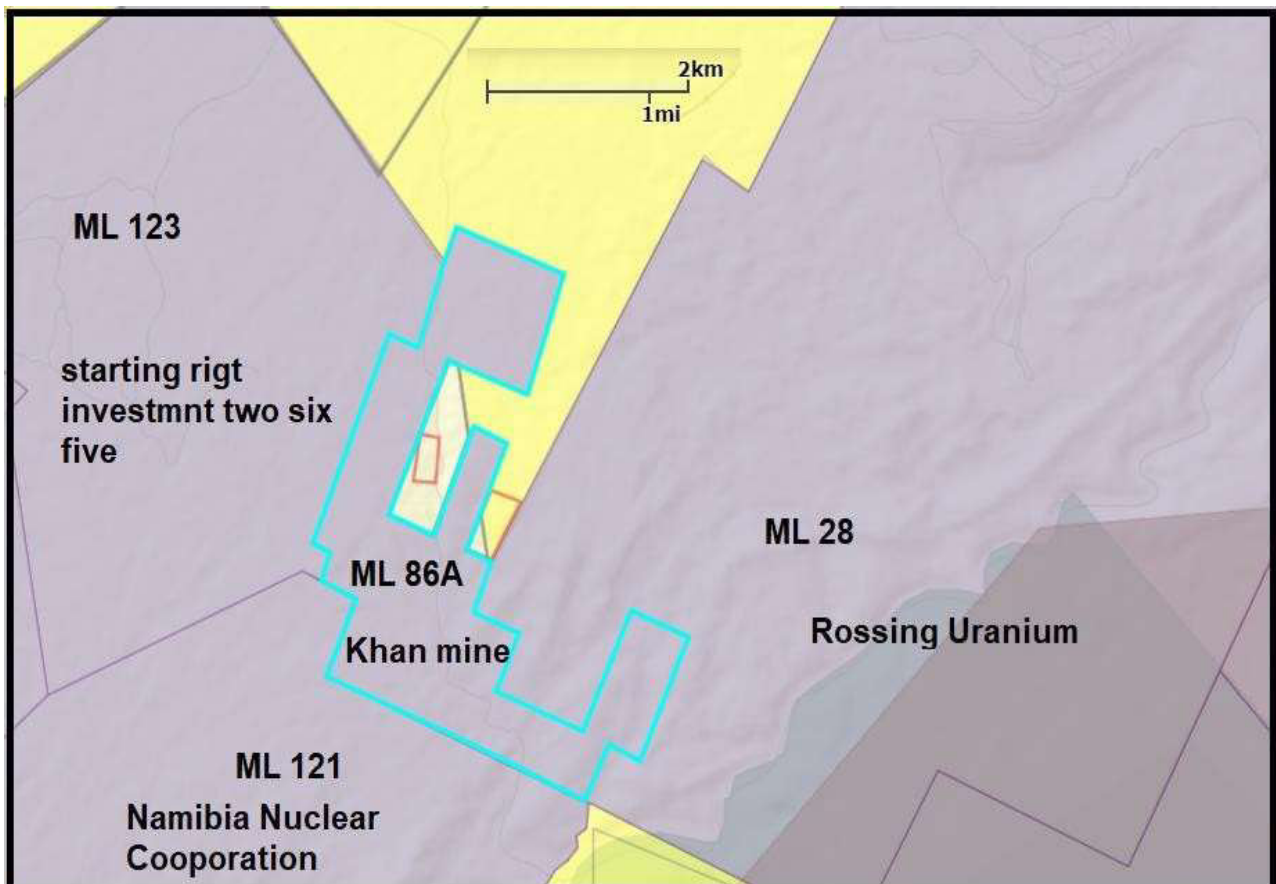 2km
1mi
ML 123
starting rigt
investmnt two six
five
ML 28
ML 86A
Rossing Uranium
Khan mine
ML 121
Namibia Nuclear
Cooporation